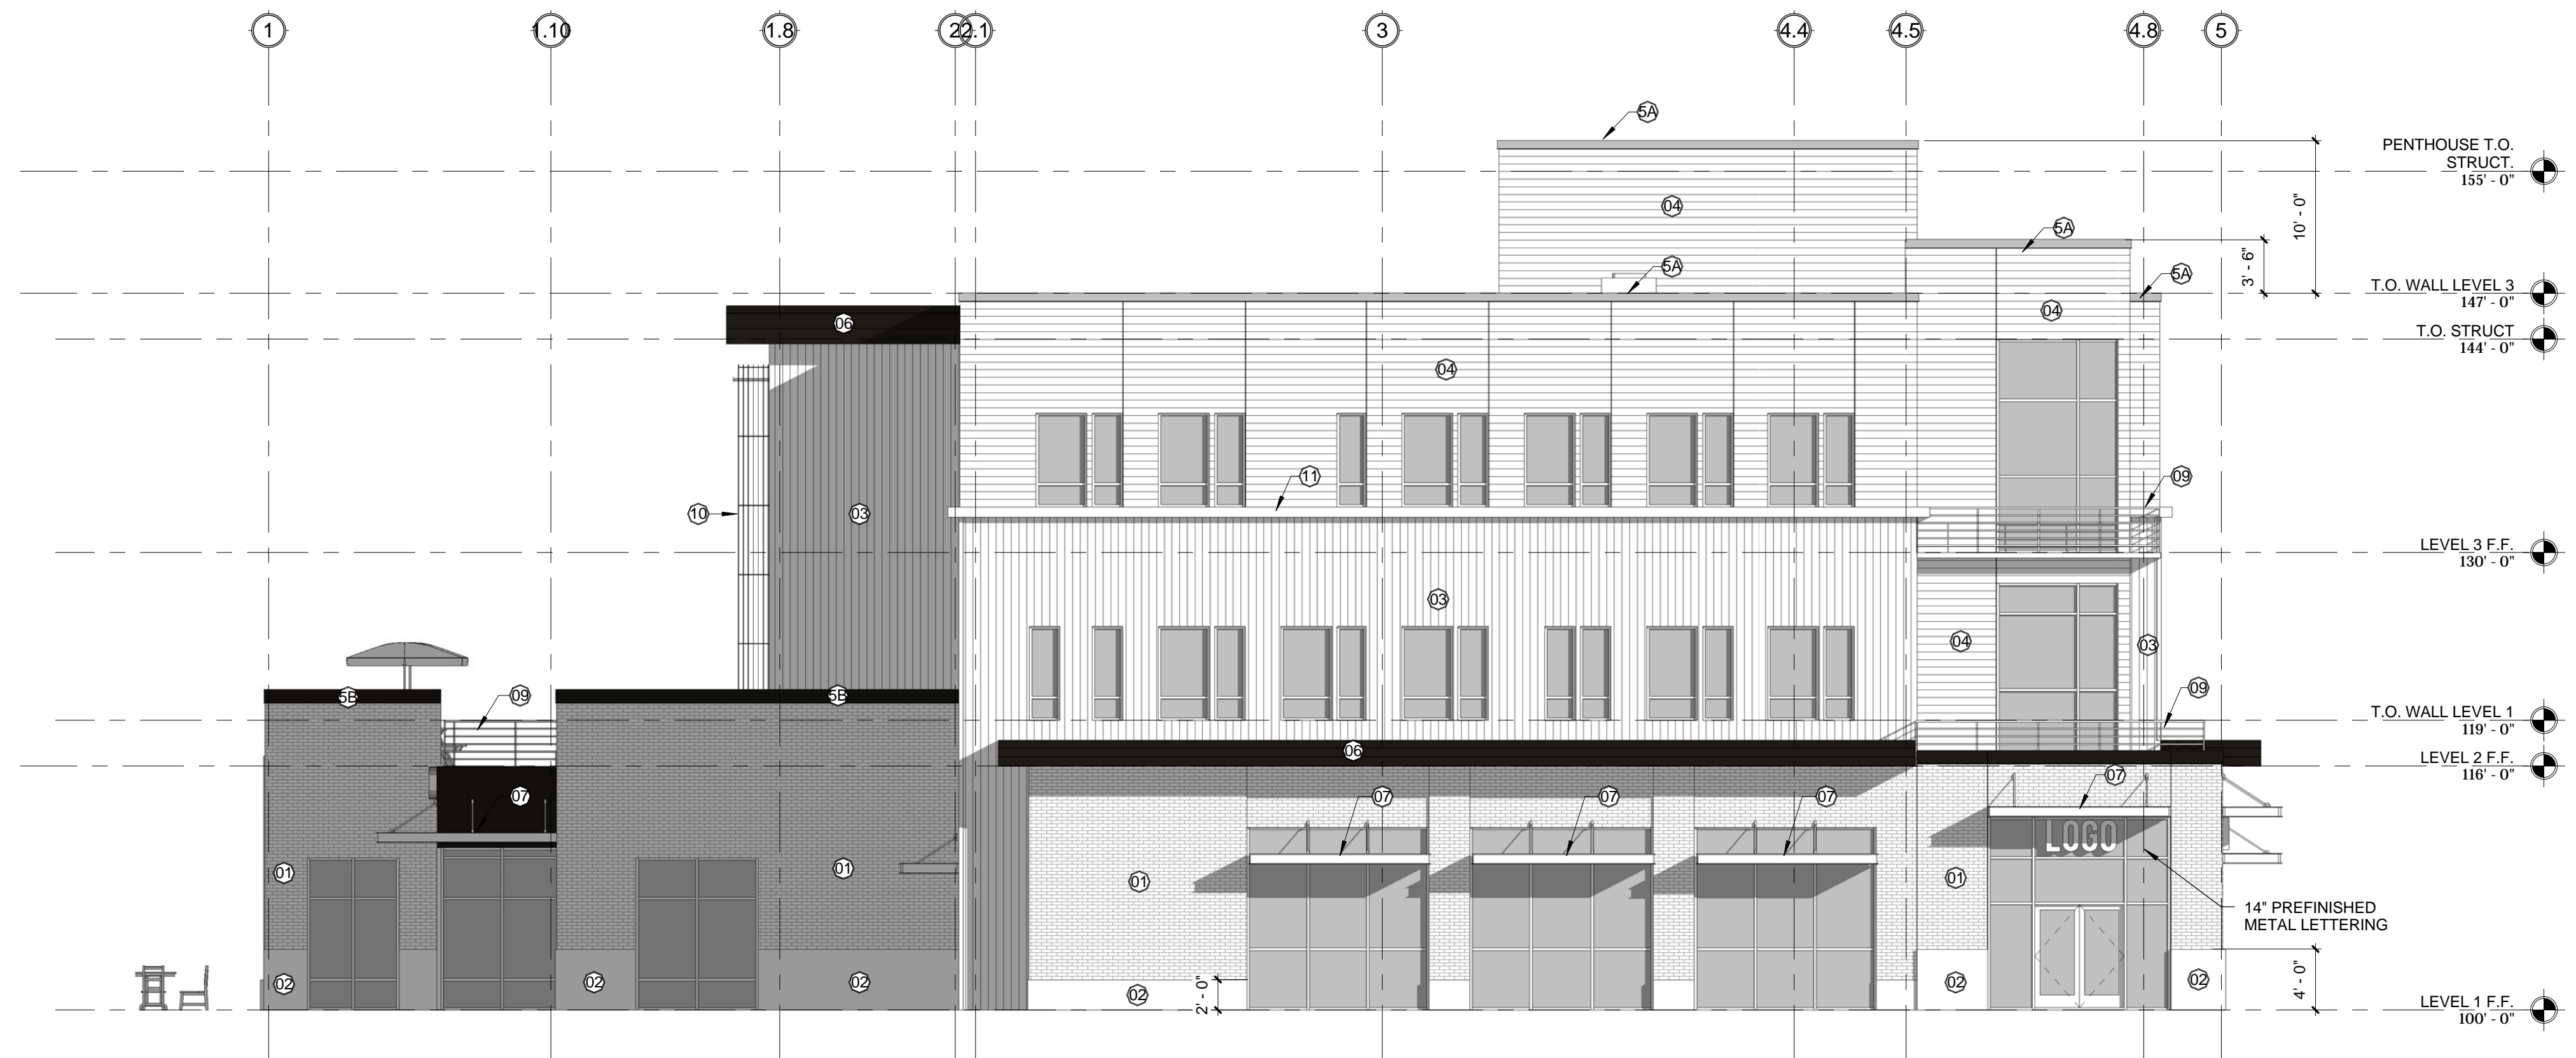 1
1.10
1.8
2
2.1
3
4.4
4.5
4.8
5
5A
PENTHOUSE T.O.
STRUCT.
155' - 0"
04
10' - 0"
5A
3' - 6"
5A
5A
T.O. WALL LEVEL 3
147' - 0"
04
06
T.O. STRUCT
144' - 0"
04
11
09
10
03
LEVEL 3 F.F.
130' - 0"
03
04
03
5B
09
5B
09
T.O. WALL LEVEL 1
119' - 0"
06
LEVEL 2 F.F.
116' - 0"
07
07
07
07
07
LOGO
01
01
01
01
14" PREFINISHED
METAL LETTERING
02
02
02
02
2' - 0"
02
02
4' - 0"
LEVEL 1 F.F.
100' - 0"